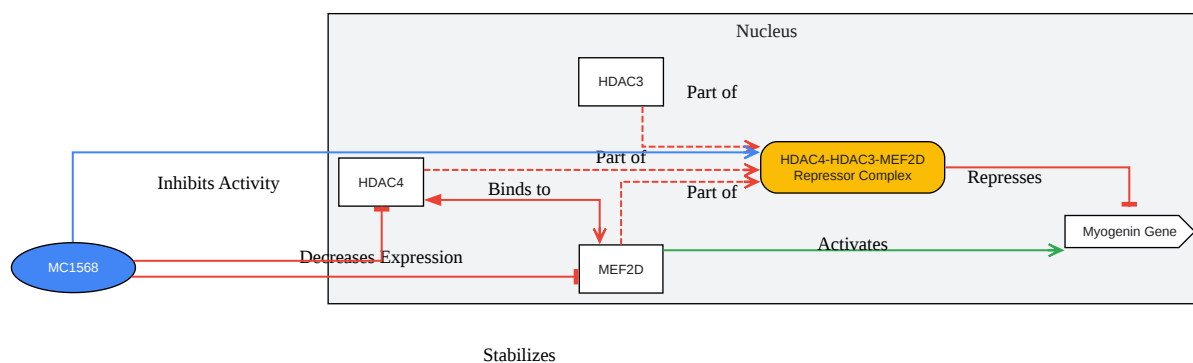 Nucleus
HDAC3
Part of
HDAC4-HDAC3-MEF2D
Repressor Complex
Part of
HDAC4
Inhibits Activity
Binds to
Part of
Represses
Myogenin Gene
Activates
Decreases Expression
MC1568
MEF2D
Stabilizes